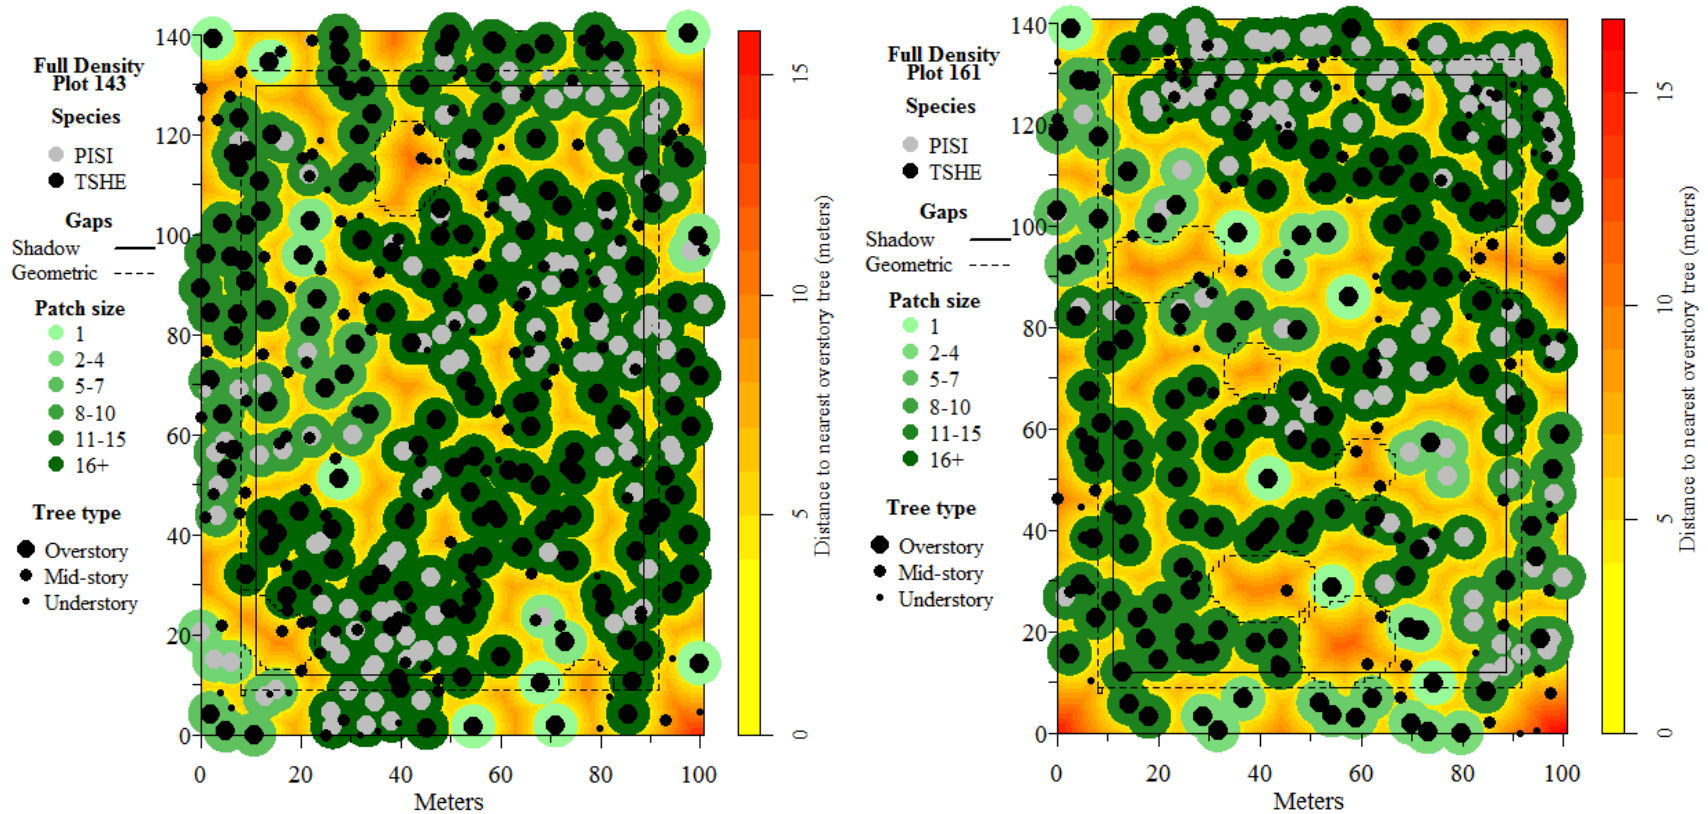 Full Density
Plot 143
Species
PISI
TSHE
Gaps
Shadow
Geometric
Patch size
1
2-4
5-7
8-10
11-15
16+
Tree type
Overstory
Mid-story
Understory
140
120
100
80
60
40
20
0
0 20 40 60 80 100
Meters
15
10
5
0
Distance to nearest overstory tree (meters)
Full Density
Plot 161
Species
PISI
TSHE
Gaps
Shadow
Geometric
Patch size
1
2-4
5-7
8-10
11-15
16+
Tree type
Overstory
Mid-story
Understory
140
120
100
80
60
40
20
0
0 20 40 60 80 100
Meters
15
10
5
0
Distance to nearest overstory tree (meters)